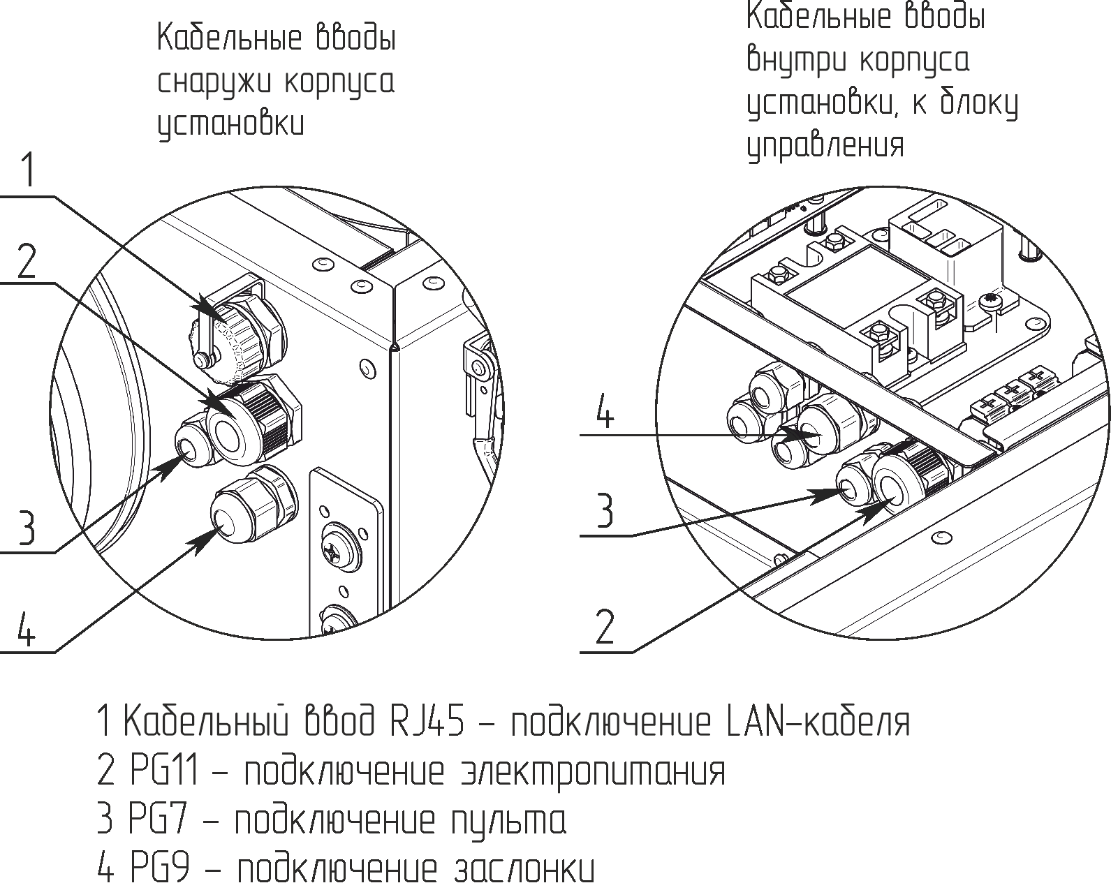 Кабельные вводы
снаружи корпуса
установки
Кабельные вводы
внутри корпуса
установки, к блоку
управления
1
2
3
4
4
3
2
1 Кабельный ввод RJ45 – подключение LAN-кабеля
2 PG11 – подключение электропитания
3 PG7 – подключение пульта
4 PG9 – подключение заслонки